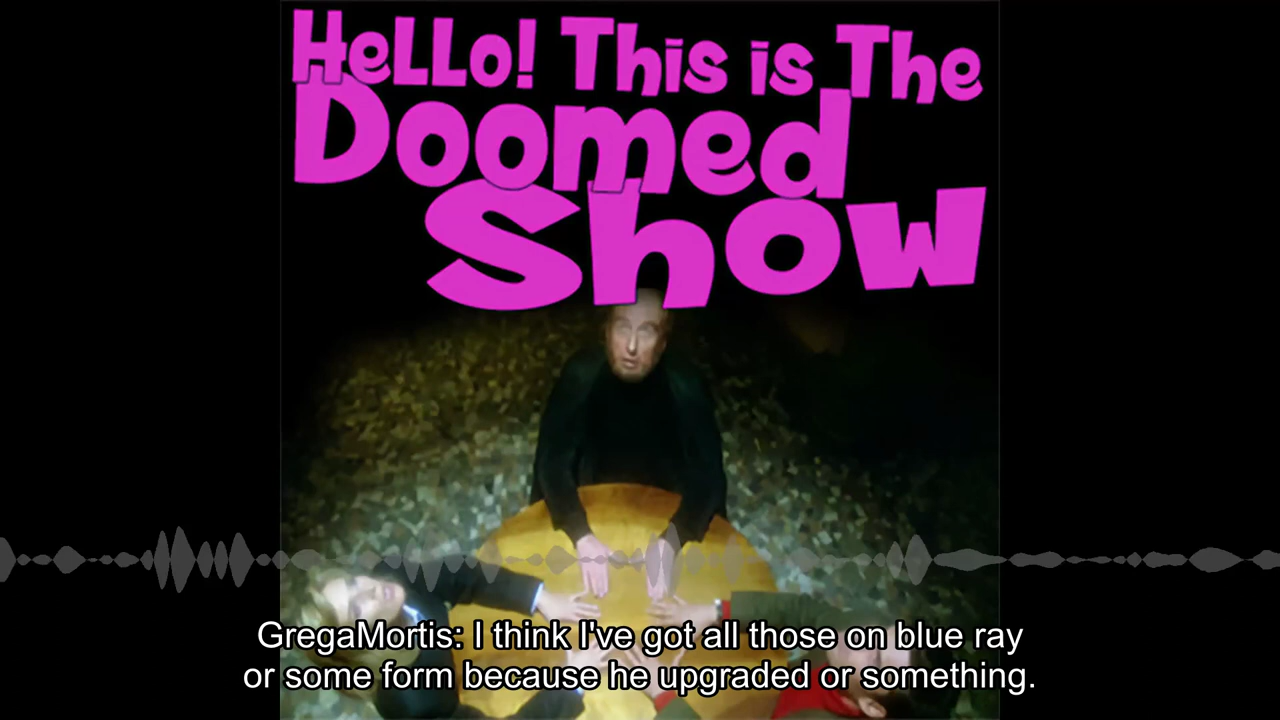 HeLLo! This is The
Doomed
Show
GregaMortis: I think I've got all those on blue ray
or some form because he upgraded or something.